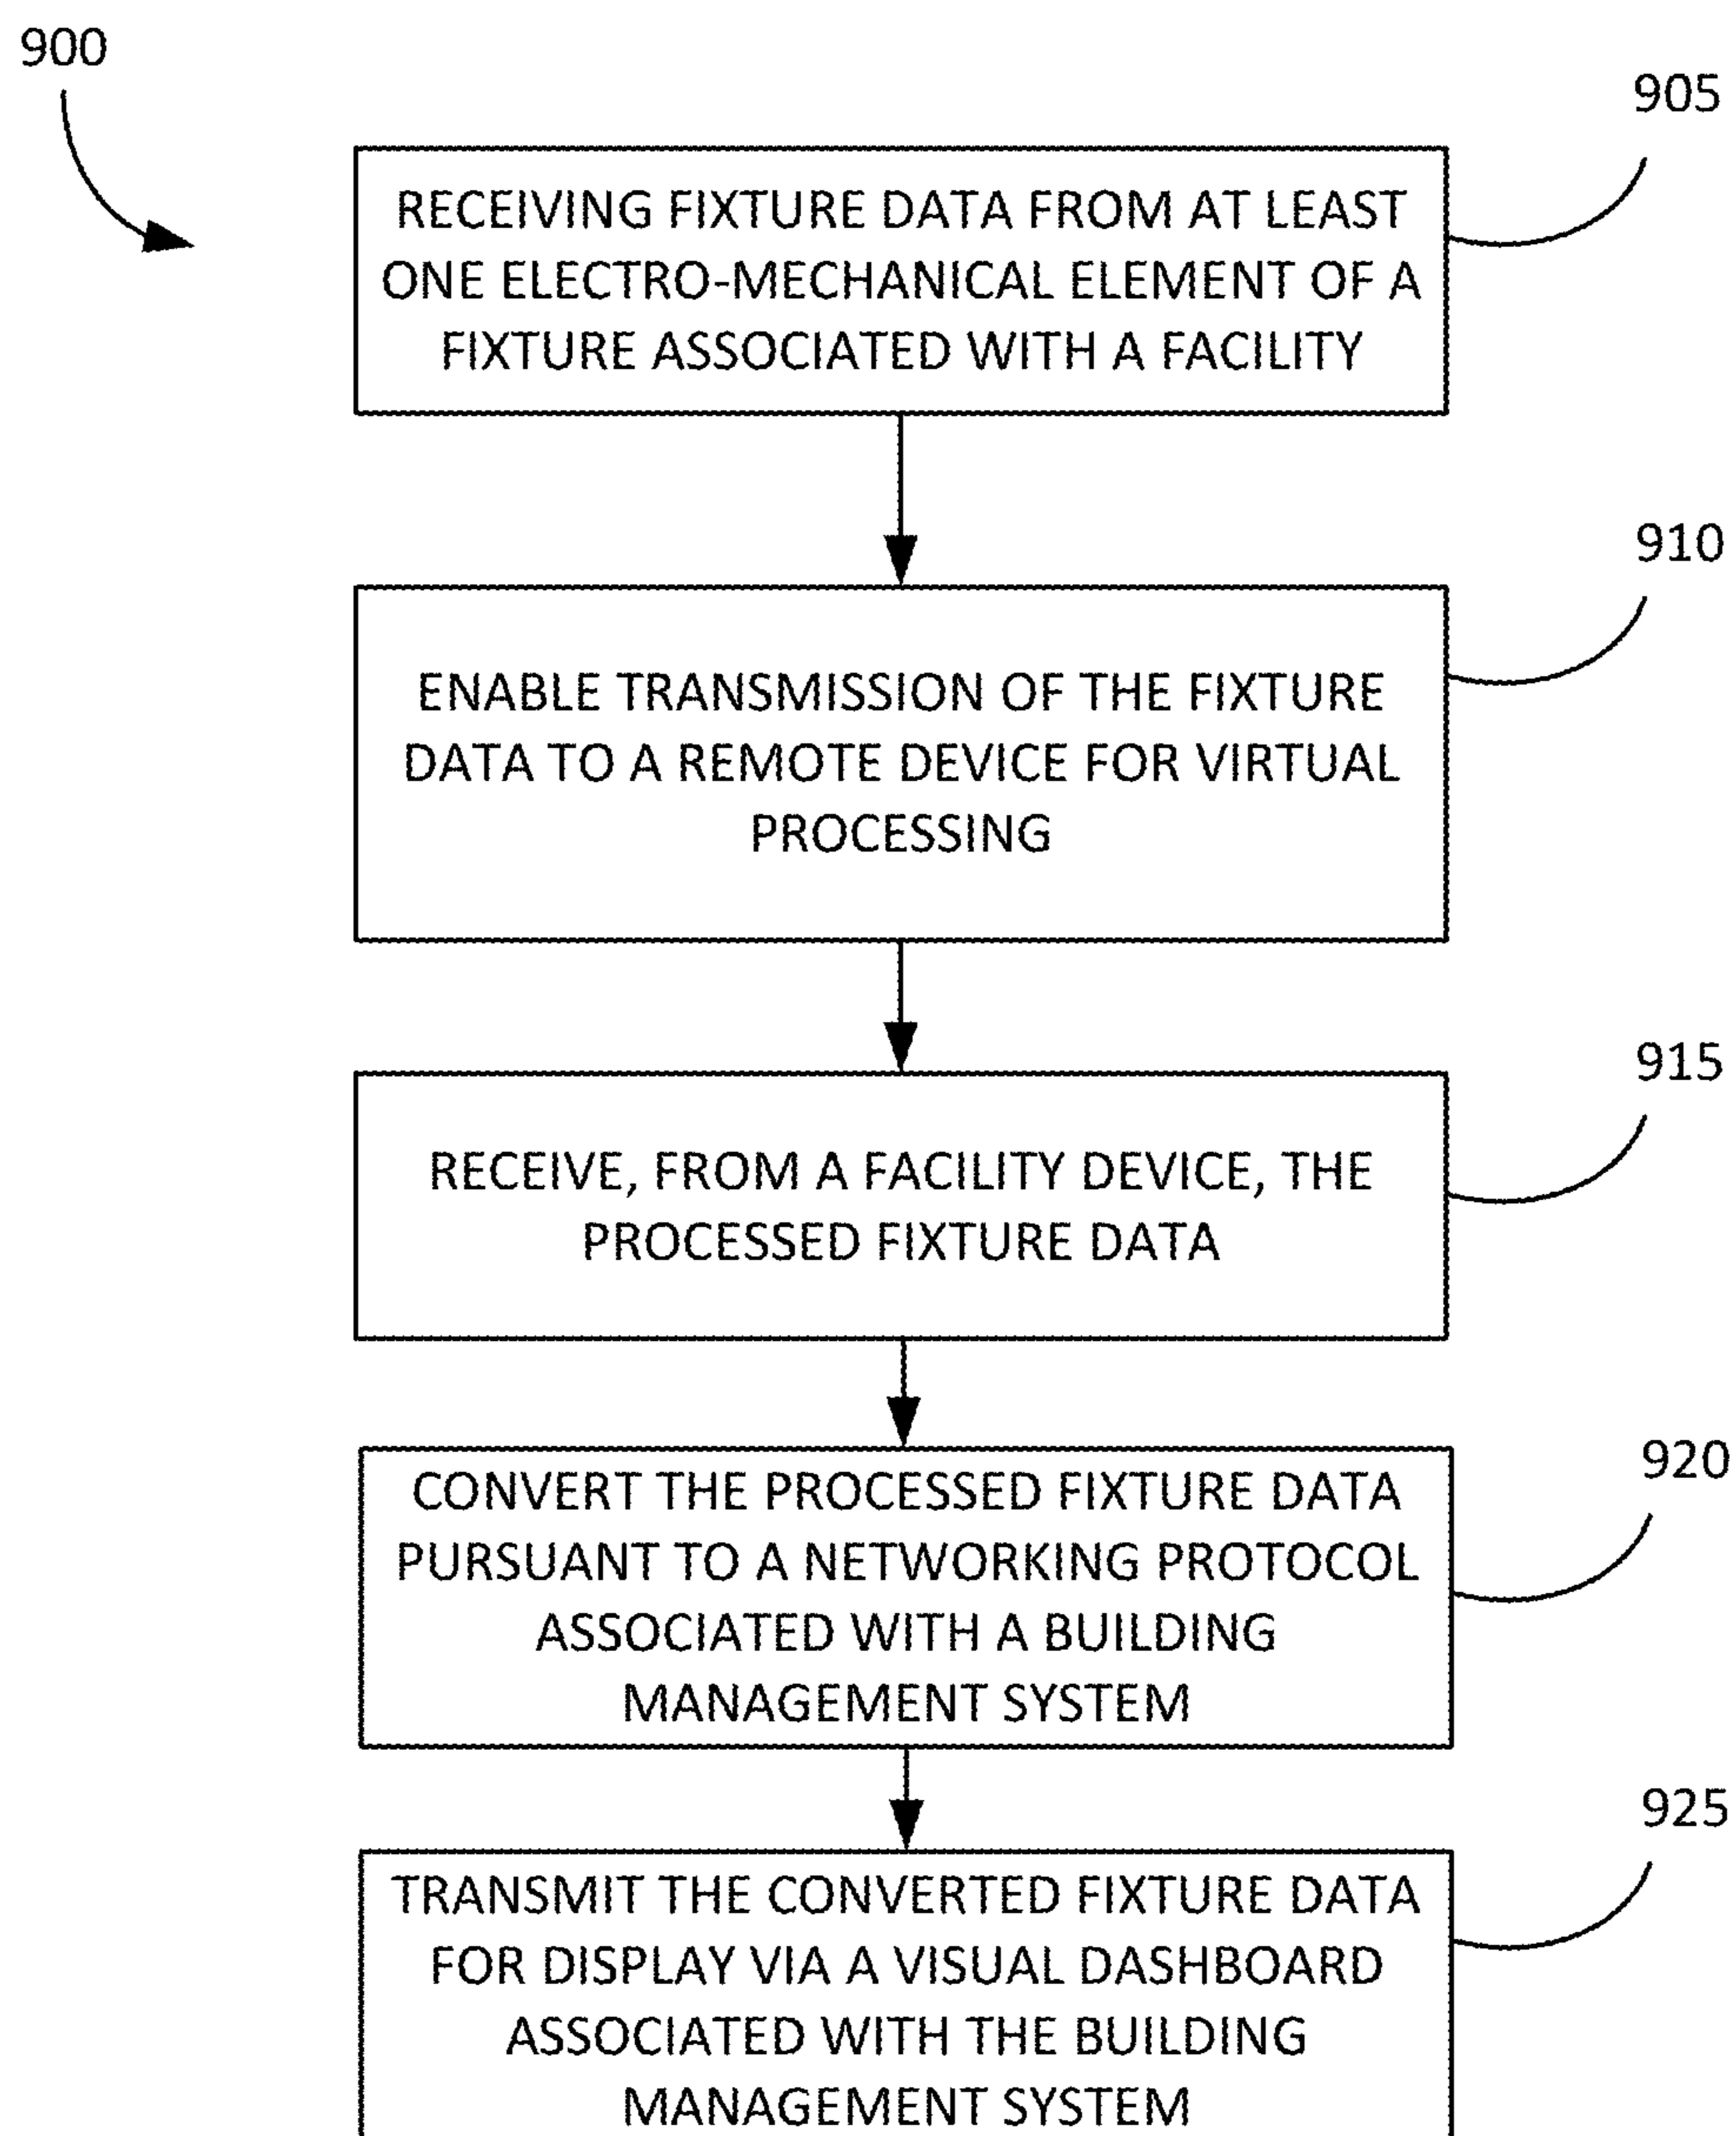 900
905
RECEIVING FIXTURE DATA FROM AT LEAST
ONE ELECTRO-MECHANICAL ELEMENT OF A
FIXTURE ASSOCIATED WITH A FACILITY
910
ENABLE TRANSMISSION OF THE FIXTURE
DATA TO A REMOTE DEVICE FOR VIRTUAL
PROCESSING
915
RECEIVE, FROM A FACILITY DEVICE, THE
PROCESSED FIXTURE DATA
920
CONVERT THE PROCESSED FIXTURE DATA
PURSUANT TO A NETWORKING PROTOCOL
ASSOCIATED WITH A BUILDING
MANAGEMENT SYSTEM
925
TRANSMIT THE CONVERTED FIXTURE DATA
FOR DISPLAY VIA A VISUAL DASHBOARD
ASSOCIATED WITH THE BUILDING
MANAGEMENT SYSTEM